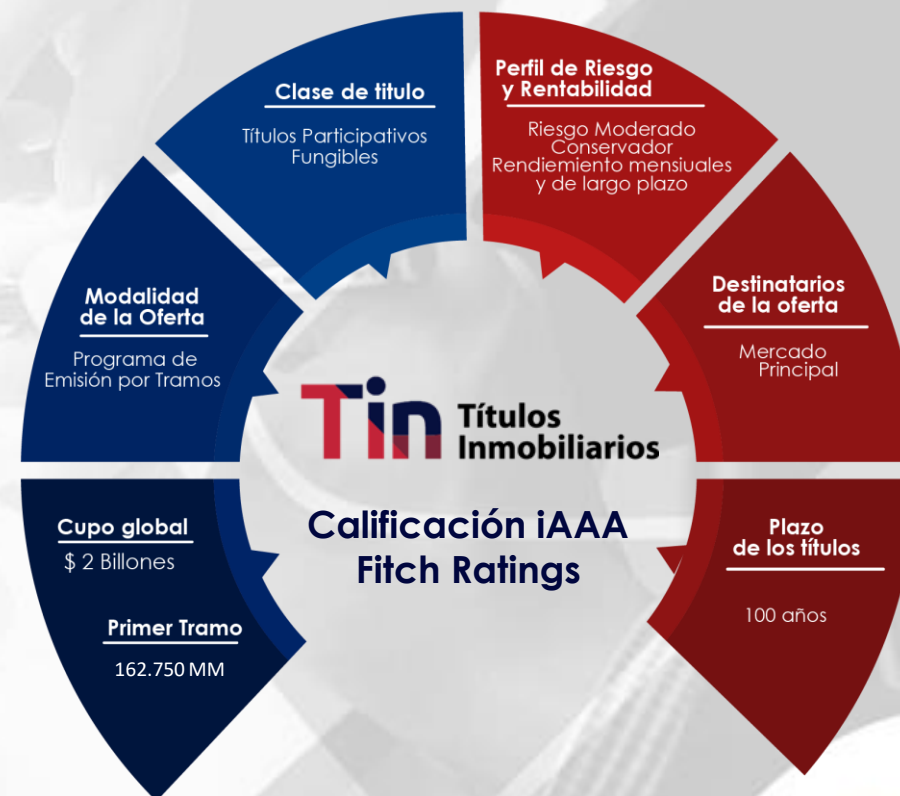 Clase de titulo
Títulos Participativos
Fungibles
Perfil de Riesgo
y Rentabilidad
Riesgo Moderado
Conservador
Rendiemiento mensiuales
y de largo plazo
Modalidad
de la Oferta
Programa de
Emisión por Tramos
Destinatarios
de la oferta
Mercado
Principal
Tin Títulos
Inmobiliarios
Calificación iAAA
Fitch Ratings
Cupo global
$ 2 Billones
Primer Tramo
162.750 MM
Plazo
de los títulos
100 años